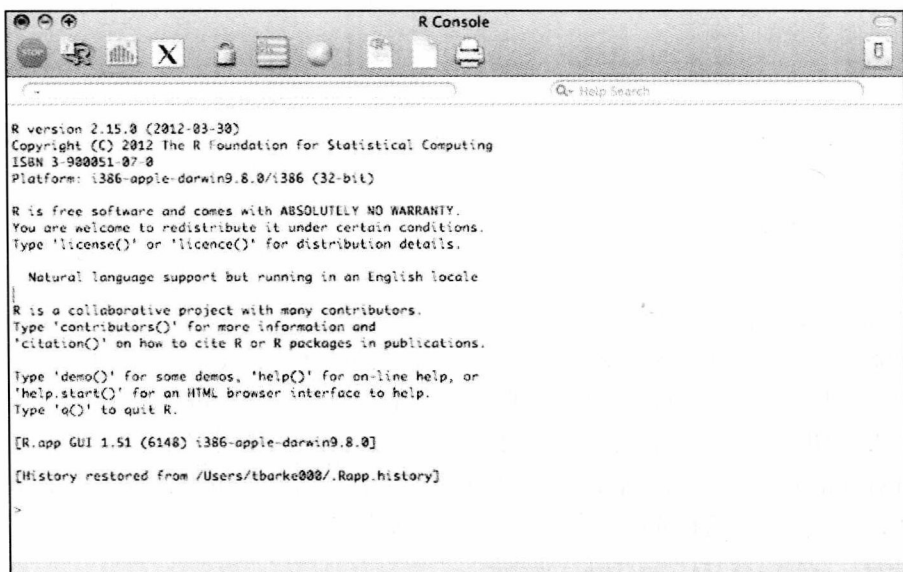 R Console
STOP
X
Help Search
R version 2.15.0 (2012-03-30)
Copyright (C) 2012 The R Foundation for Statistical Computing
ISBN 3-900051-07-0
Platform: i386-apple-darwin9.8.0/i386 (32-bit)
R is free software and comes with ABSOLUTELY NO WARRANTY.
You are welcome to redistribute it under certain conditions.
Type 'license()' or 'licence()' for distribution details.
Natural language support but running in an English locale
R is a collaborative project with many contributors.
Type 'contributors()' for more information and
'citation()' on how to cite R or R packages in publications.
Type 'demo()' for some demos, 'help()' for on-line help, or
'help.start()' for an HTML browser interface to help.
Type 'q()' to quit R.
[R.app GUI 1.51 (6148) i386-apple-darwin9.8.0]
[History restored from /Users/tbarke000/.Rapp.history]
>